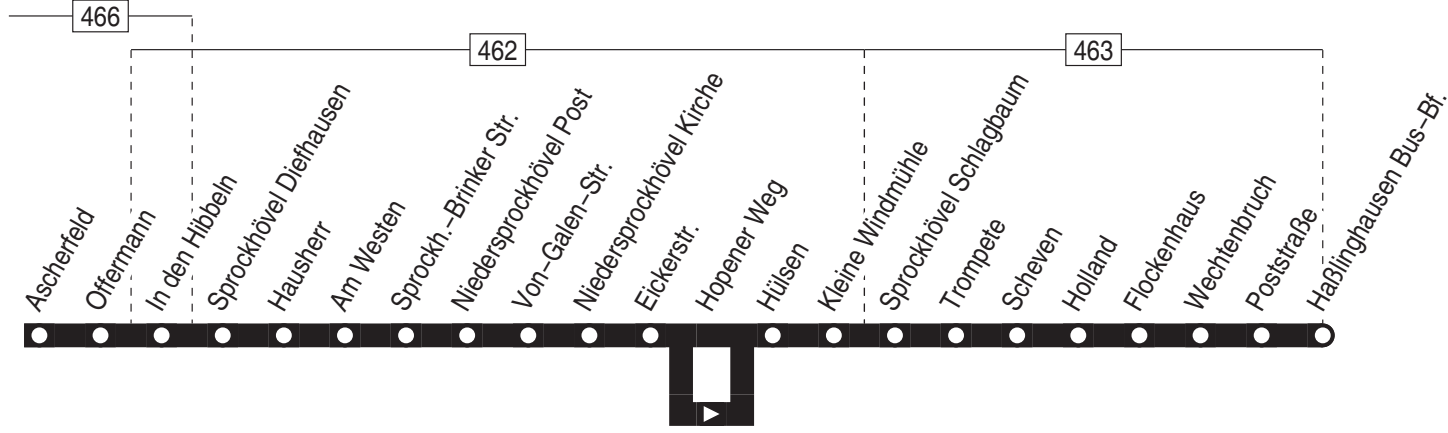 466
462
463
Ascherfeld
Offermann
In den Hibbeln
Sprockhövel Diefhausen
Hausherr
Am Westen
Sprockh.–Brinker Str.
Niedersprockhövel Post
Von–Galen–Str.
Niedersprockhövel Kirche
Eickerstr.
Hopener Weg
Hülsen
Kleine Windmühle
Sprockhövel Schlagbaum
Trompete
Scheven
Holland
Flockenhaus
Wechtenbruch
Poststraße
Haßlinghausen Bus–Bf.